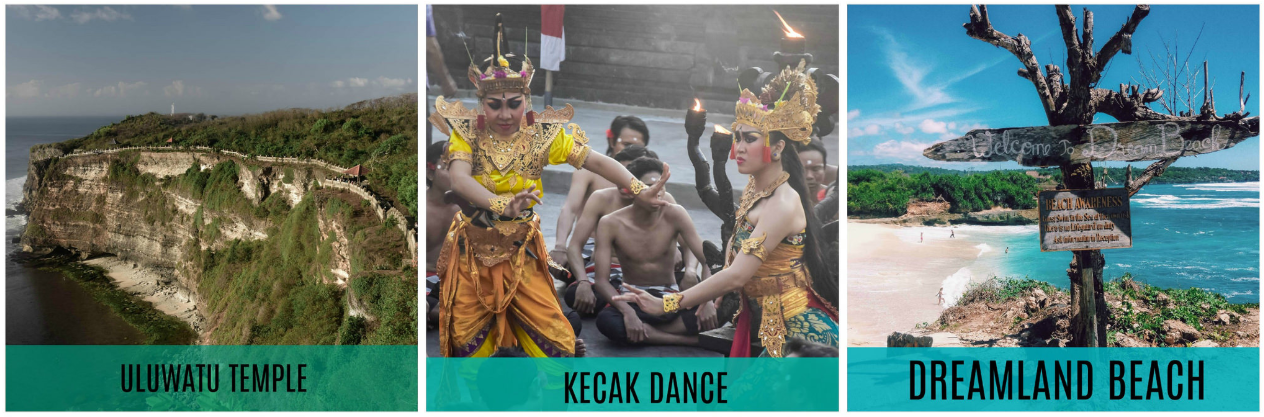 ULUWATU TEMPLE
KECAK DANCE
Welcome To Dream Beach
BEACH AWARENESS
DREAMLAND BEACH